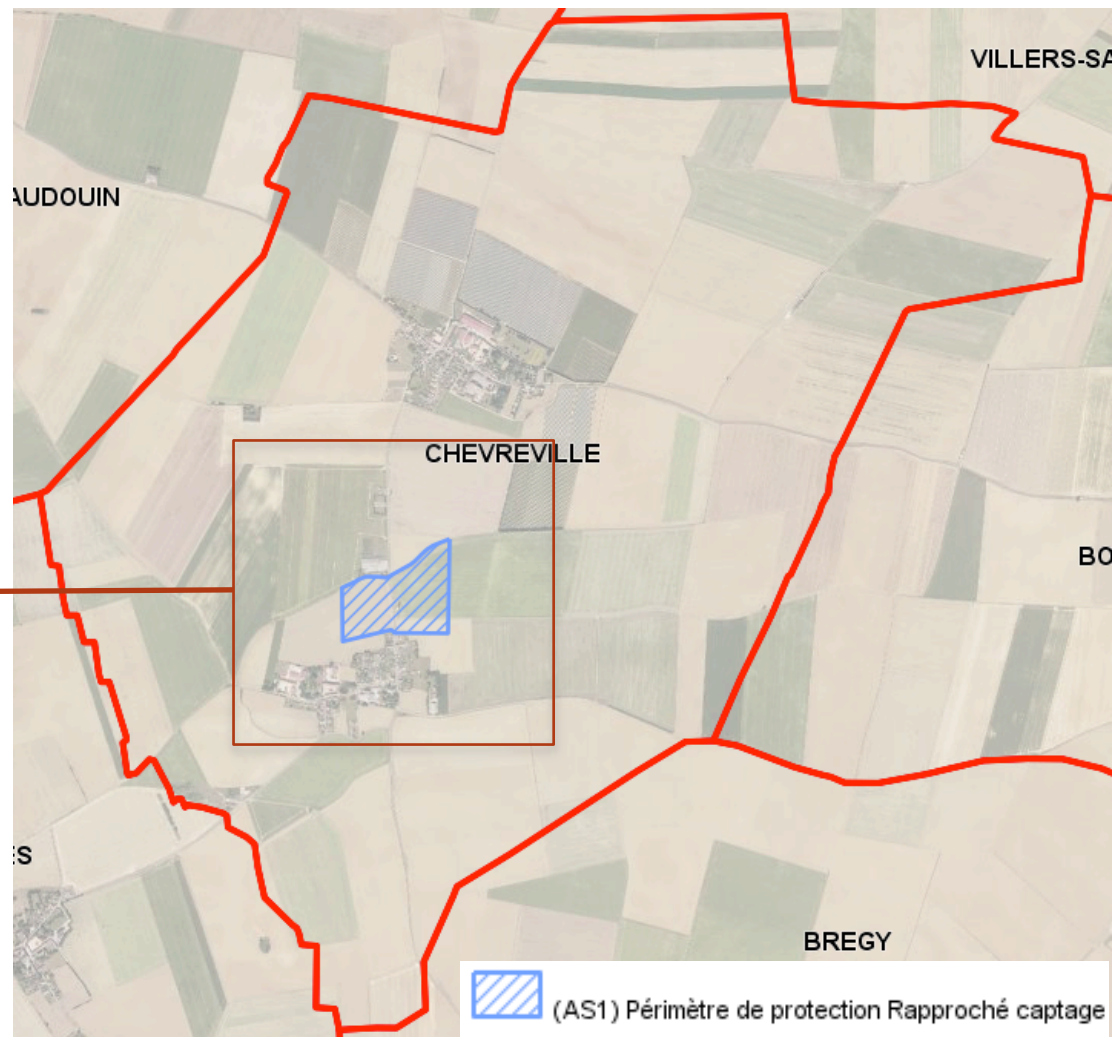 VILLERS-SA
AUDOUIN
CHEVREVILLE
BO
ES
BREGY
(AS1) Périmètre de protection Rapproché captage